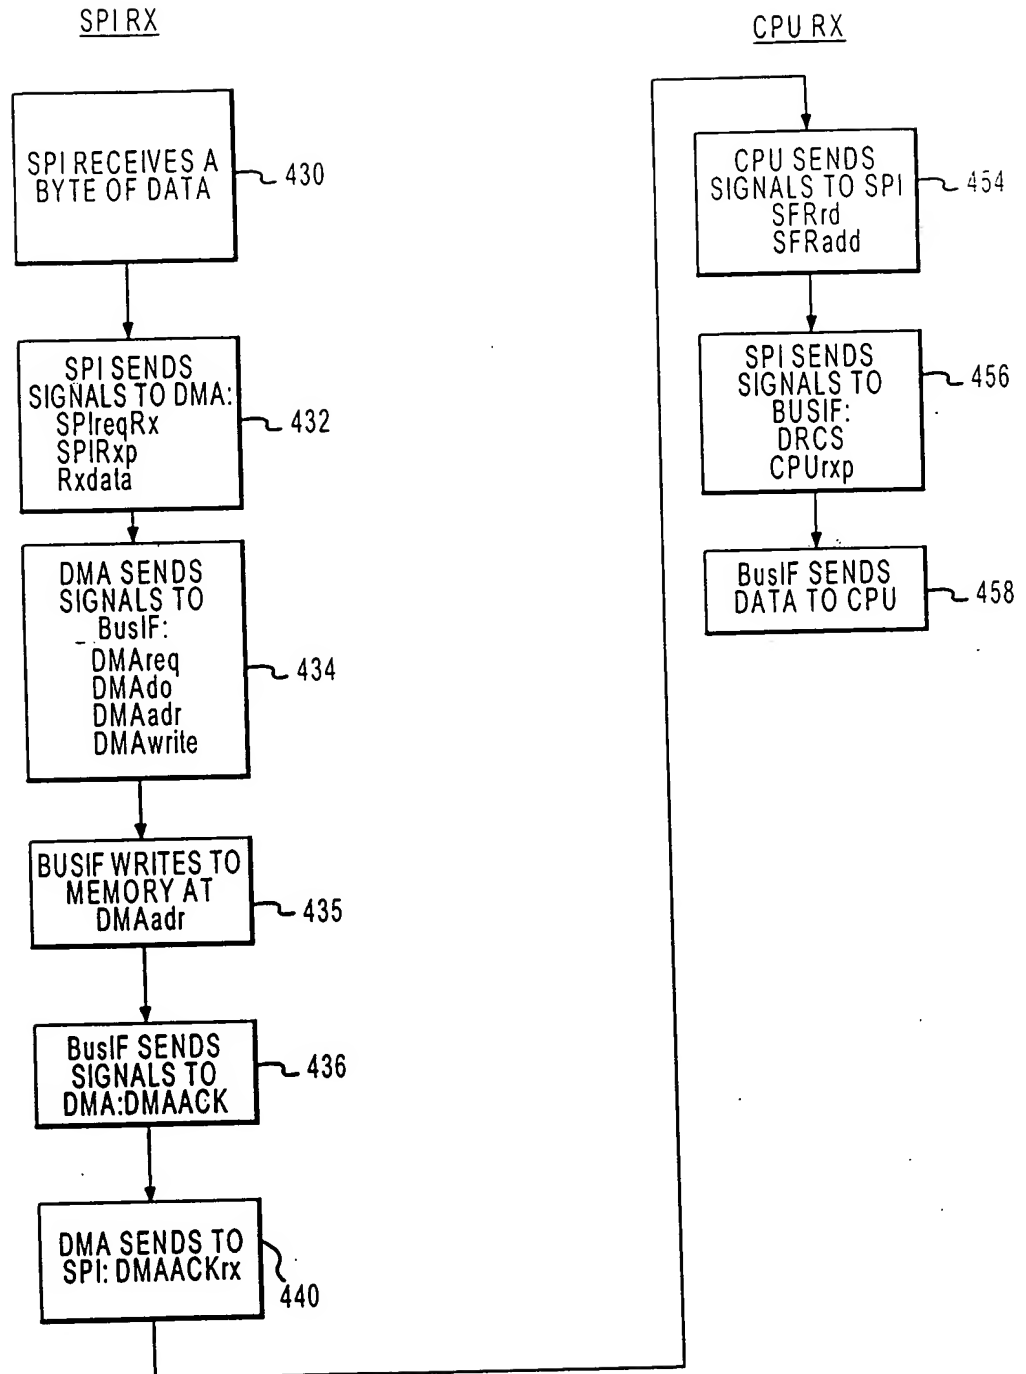 SPI RX
SPI RECEIVES A
BYTE OF DATA
430
SPI SENDS
SIGNALS TO DMA:
SPIreqRx
SPIRxp
Rxdata
432
DMA SENDS
SIGNALS TO
BusIF:
DMAreq
DMAdo
DMAadr
DMAwrite
434
BUSIF WRITES TO
MEMORY AT
DMAadr
435
BusIF SENDS
SIGNALS TO
DMA:DMAACK
436
DMA SENDS TO
SPI: DMAACKrx
440
CPU RX
CPU SENDS
SIGNALS TO SPI
SFRrd
SFRadd
454
SPI SENDS
SIGNALS TO
BUSIF:
DRCS
CPUrxp
456
BusIF SENDS
DATA TO CPU
458